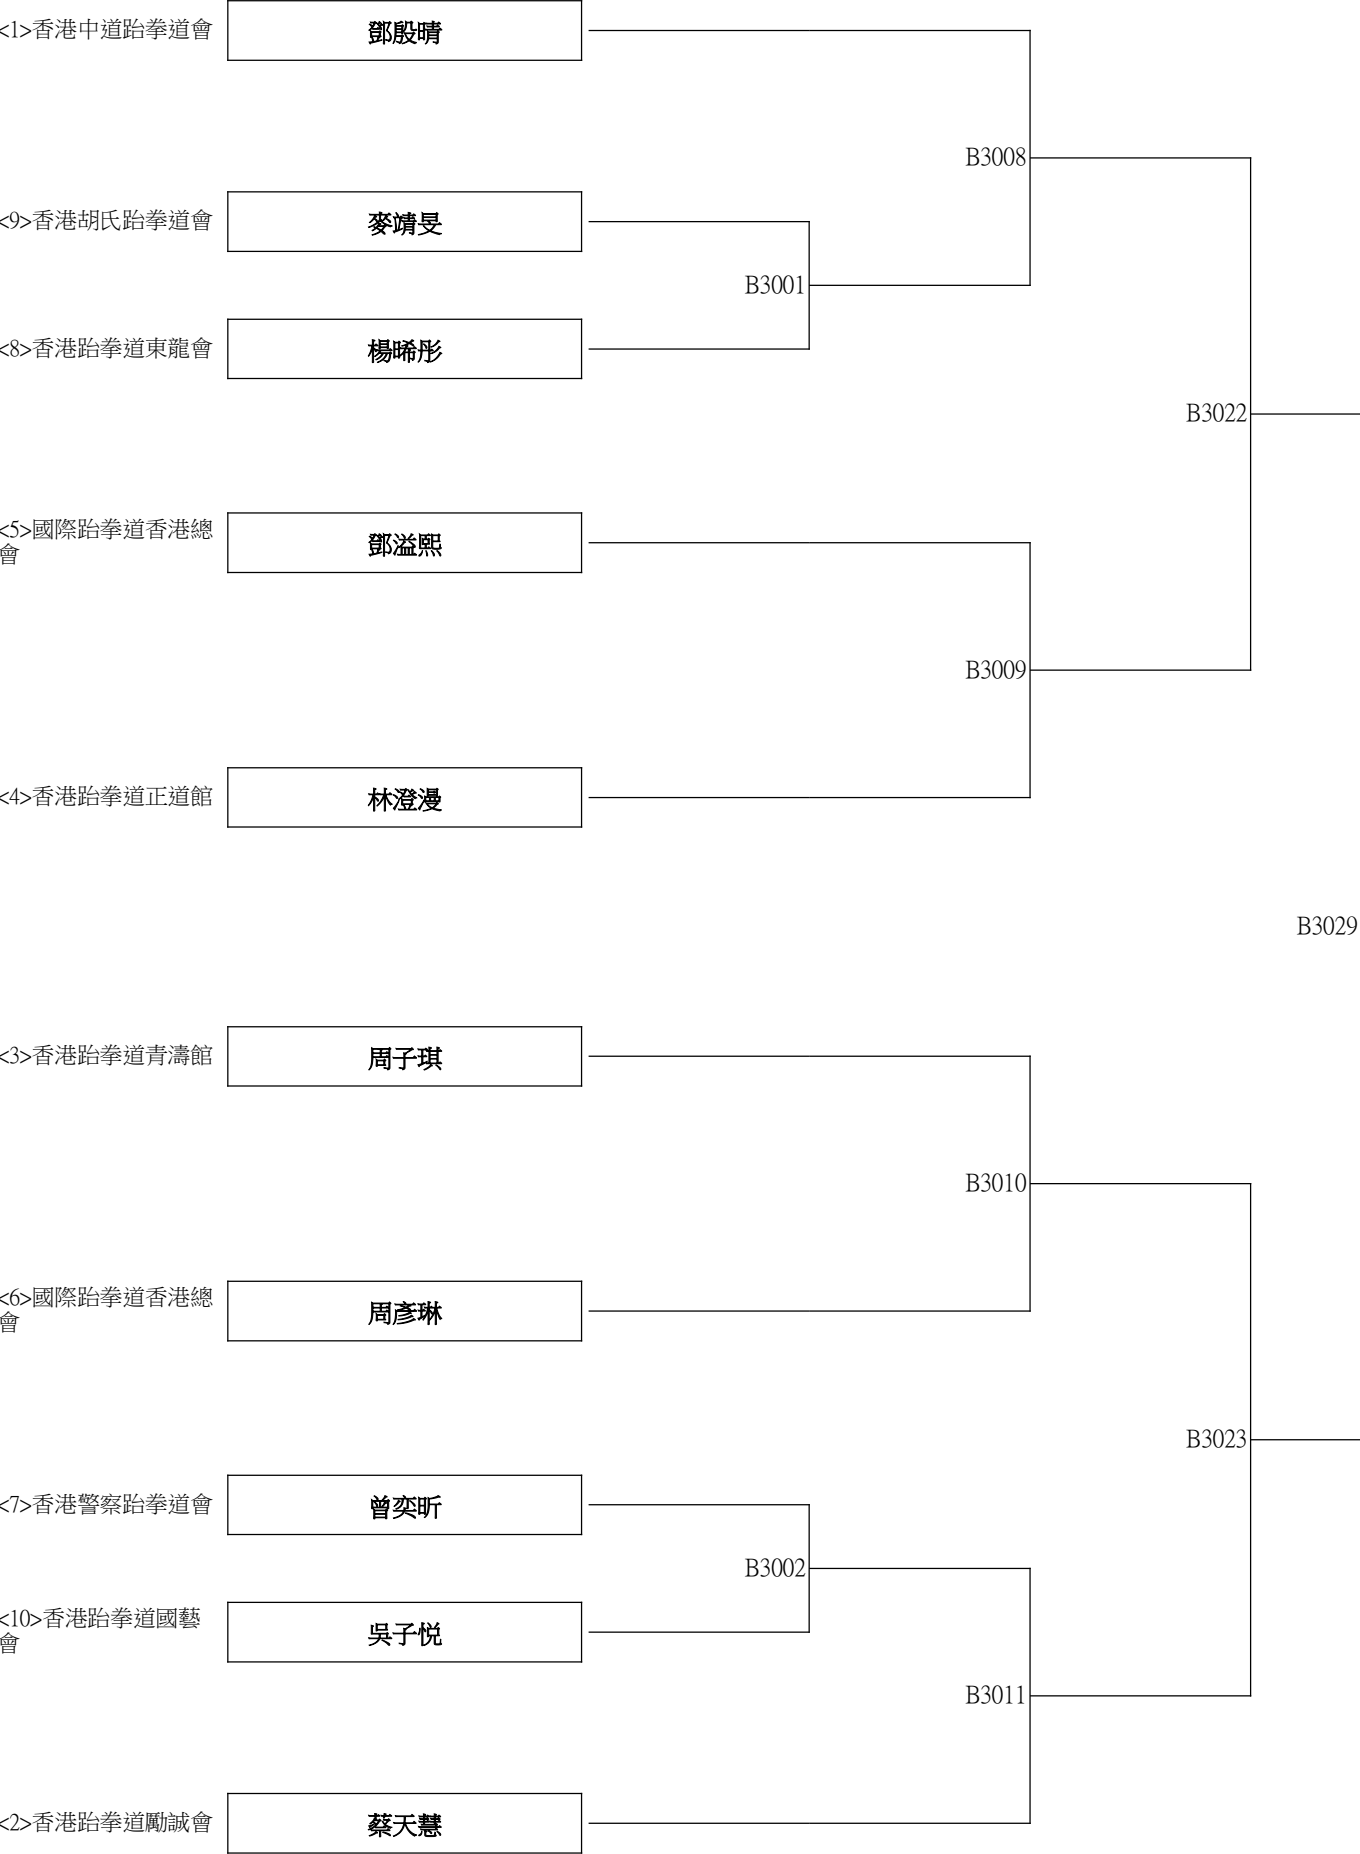 <1>香港中道跆拳道會
鄧殷晴
B3008
<9>香港胡氏跆拳道會
麥靖旻
B3001
<8>香港跆拳道東龍會
楊晞彤
B3022
<5>國際跆拳道香港總
會
鄧溢熙
B3009
<4>香港跆拳道正道館
林澄漫
B3029
<3>香港跆拳道青濤館
周子琪
B3010
<6>國際跆拳道香港總
會
周彥琳
B3023
<7>香港警察跆拳道會
曾奕昕
B3002
<10>香港跆拳道國藝
會
吳子悦
B3011
<2>香港跆拳道勵誠會
蔡天慧